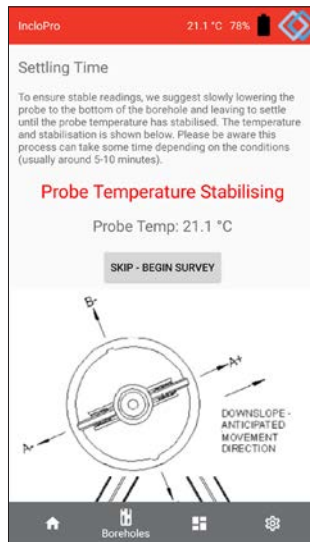 IncloPro 21.1 °C 78%
Settling Time
To ensure stable readings, we suggest slowly lowering the
probe to the bottom of the borehole and leaving to settle
until the probe temperature has stabilised. The temperature
and stabilisation is shown below. Please be aware this
process can take some time depending on the conditions
(usually around 5-10 minutes).
Probe Temperature Stabilising
Probe Temp: 21.1 °C
SKIP - BEGIN SURVEY
B-
A+
DOWNSLOPE -
ANTICIPATED
MOVEMENT
DIRECTION
A-
Boreholes